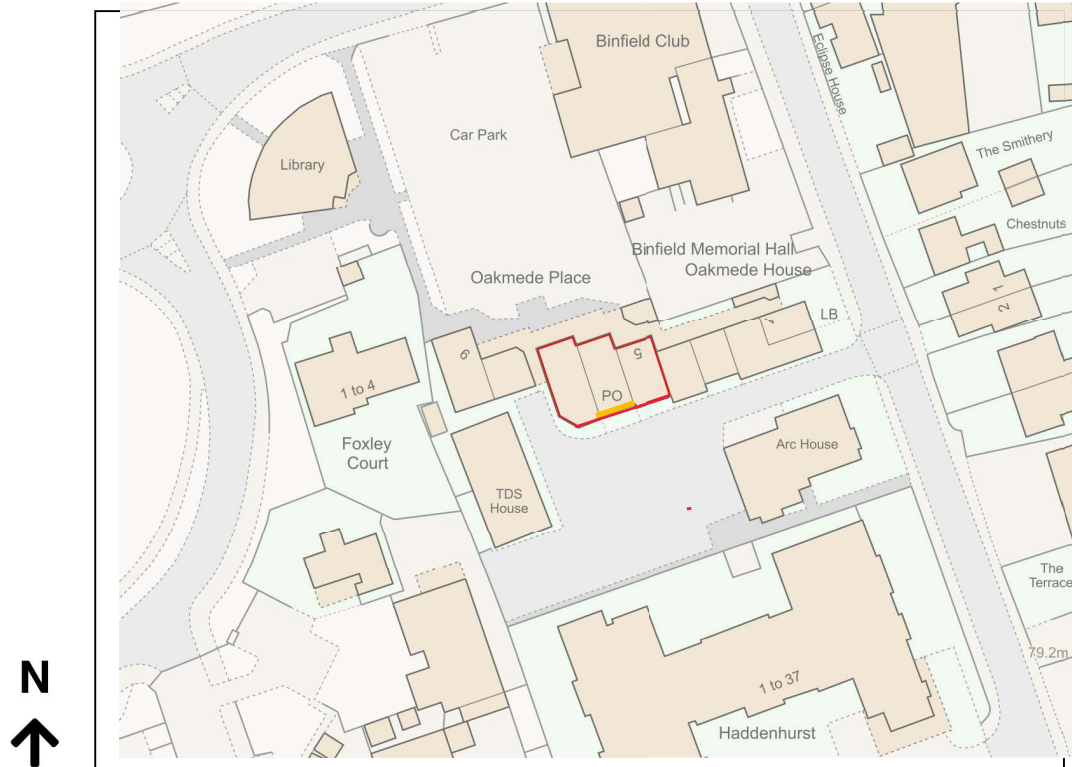 Binfield Club
Eclipse House
Car Park
The Smithery
Library
Chestnuts
Binfield Memorial Hall
Oakmede House
Oakmede Place
1
2
LB
1
9
5
PO
1 to 4
Foxley
Court
Arc House
TDS
House
The
Terrace
79.2m
N
1 to 37
Haddenhurst